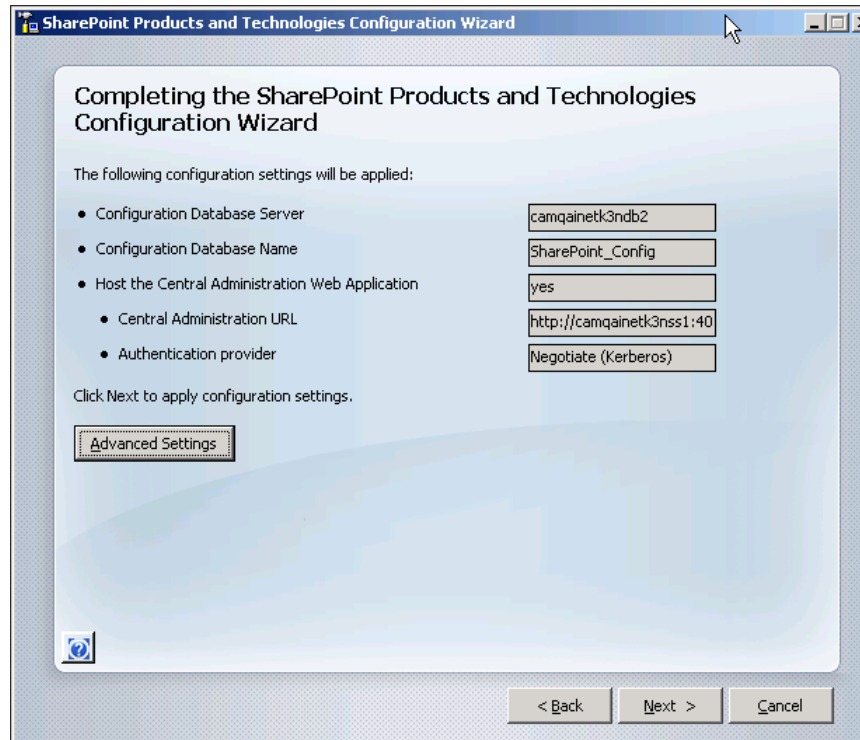 SharePoint Products and Technologies Configuration Wizard
Completing the SharePoint Products and Technologies
Configuration Wizard
The following configuration settings will be applied:
• Configuration Database Server camqainetk3ndb2
• Configuration Database Name SharePoint_Config
• Host the Central Administration Web Application yes
• Central Administration URL http://camqainetk3nss1:40
• Authentication provider Negotiate (Kerberos)
Click Next to apply configuration settings.
Advanced Settings
?
< Back Next > Cancel